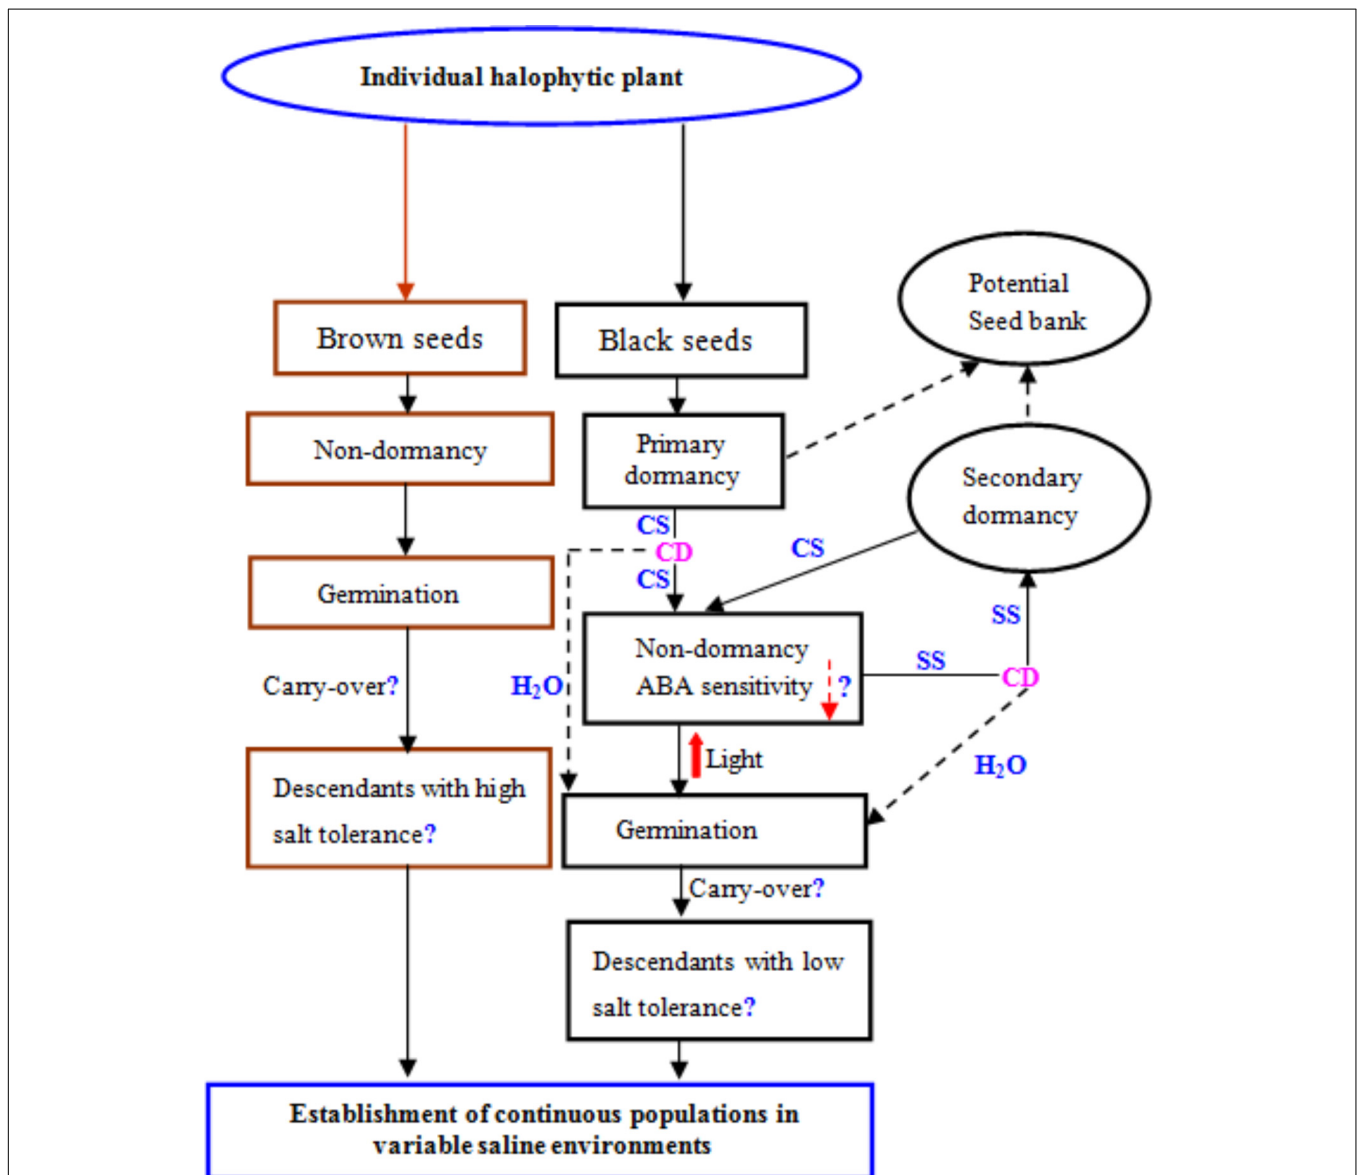 Individual halophytic plant
Brown seeds
Black seeds
Potential
Seed bank
Non-dormancy
Primary
dormancy
Secondary
dormancy
CS
CD
CS
CS
Germination
Non-dormancy
ABA sensitivity ?
SS
SS
CD
Carry-over?
H₂O
Light
H₂O
Descendants with high
salt tolerance?
Germination
Carry-over?
Descendants with low
salt tolerance?
Establishment of continuous populations in
variable saline environments